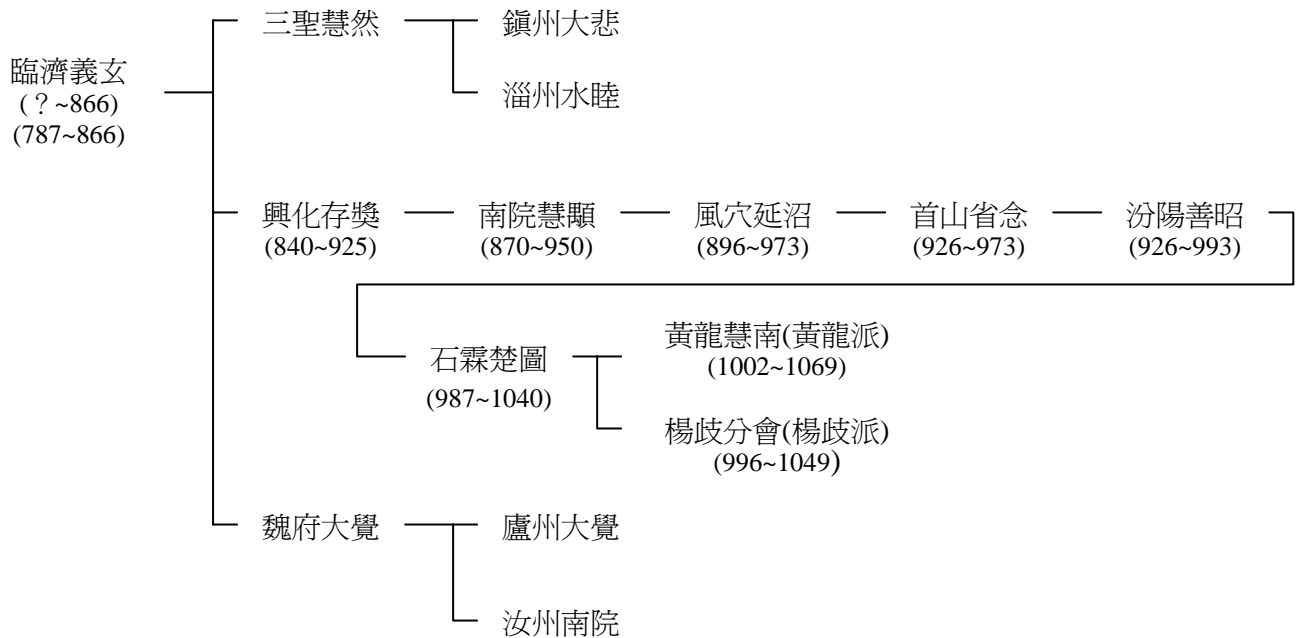 三聖慧然
鎭州大悲
臨濟義玄
(？~866)
(787~866)
淄州水睦
興化存獎
(840~925)
南院慧顒
(870~950)
風穴延沼
(896~973)
首山省念
(926~973)
汾陽善昭
(926~993)
石霖楚圖
(987~1040)
黃龍慧南(黃龍派)
(1002~1069)
楊歧分會(楊歧派)
(996~1049)
魏府大覺
廬州大覺
汝州南院